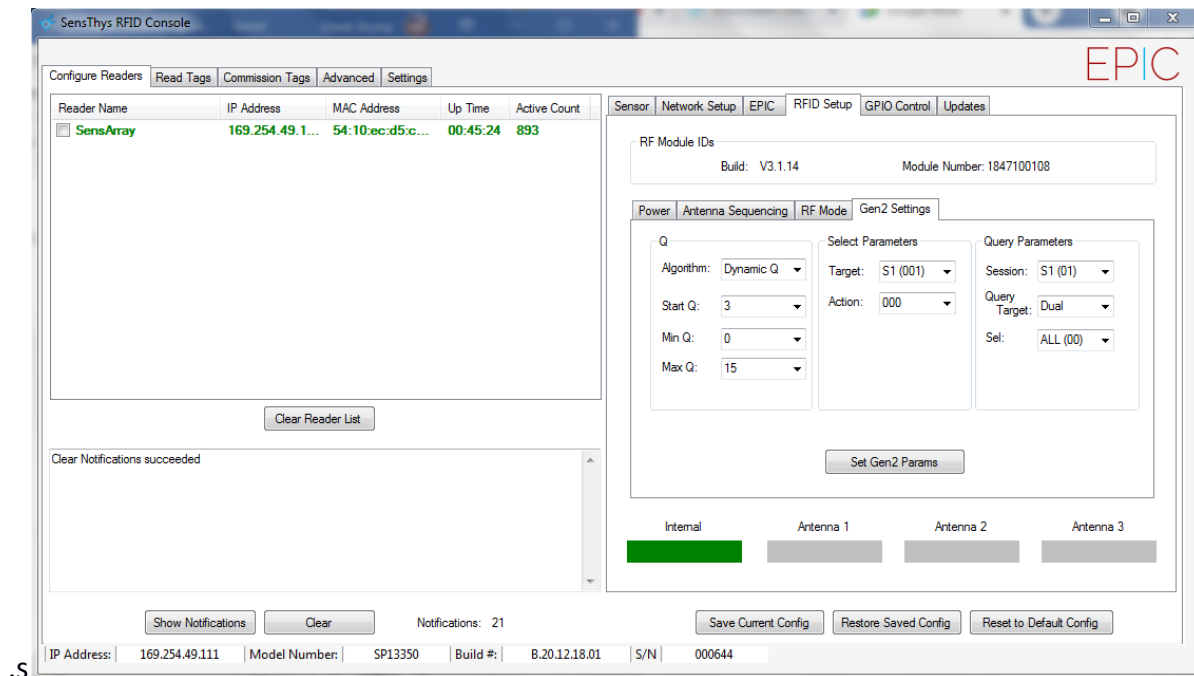 SensThys RFID Console
EPIC
Configure Readers Read Tags Commission Tags Advanced Settings
Reader Name IP Address MAC Address Up Time Active Count
SensArray 169.254.49.1... 54:10:ec:d5:c... 00:45:24 893
Clear Reader List
Clear Notifications succeeded
Show Notifications Clear Notifications: 21
Sensor Network Setup EPIC RFID Setup GPIO Control Updates
RF Module IDs
Build: V3.1.14 Module Number: 1847100108
Power Antenna Sequencing RF Mode Gen2 Settings
Q
Algorithm: Dynamic Q
Start Q: 3
Min Q: 0
Max Q: 15
Select Parameters
Target: S1 (001)
Action: 000
Query Parameters
Session: S1 (01)
Query
Target: Dual
Sel: ALL (00)
Set Gen2 Params
Internal Antenna 1 Antenna 2 Antenna 3
Save Current Config Restore Saved Config Reset to Default Config
IP Address: 169.254.49.111 Model Number: SP13350 Build #: B.20.12.18.01 S/N 000644
.s